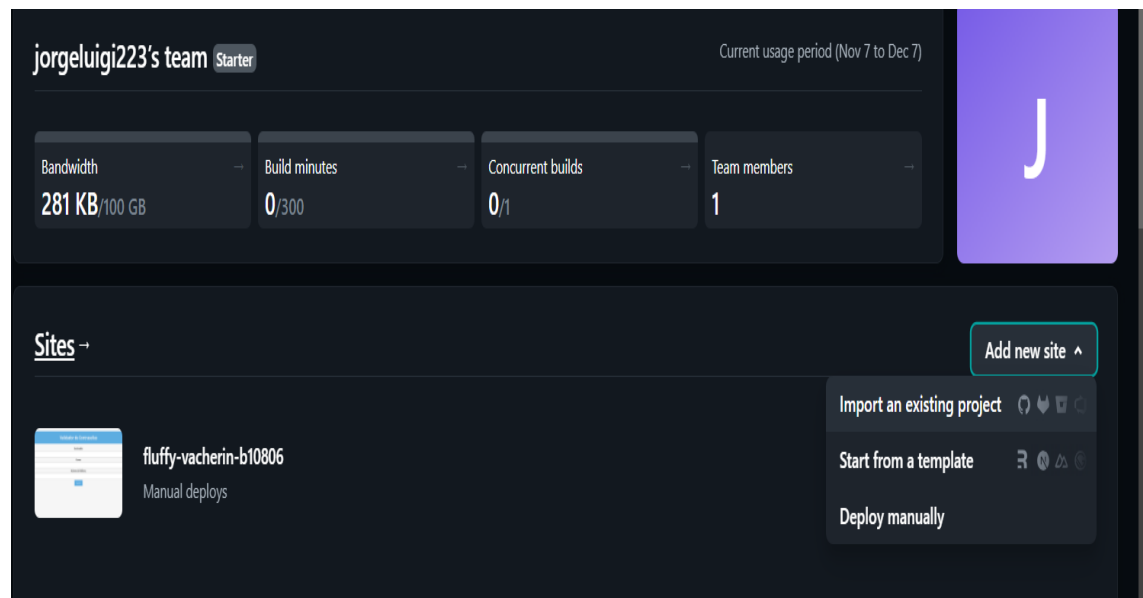 jorgeluigi223's team Starter
Current usage period (Nov 7 to Dec 7)
J
Bandwidth →
281 KB/100 GB
Build minutes →
0/300
Concurrent builds →
0/1
Team members →
1
Sites →
Add new site
Import an existing project
Start from a template
Deploy manually
fluffy-vacherin-b10806
Manual deploys